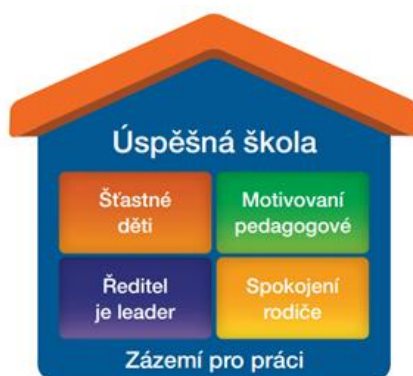 Úspěšná škola
Šťastné
děti
Motivovaní
pedagogové
Ředitel
je leader
Spokojení
rodiče
Zázemí pro práci